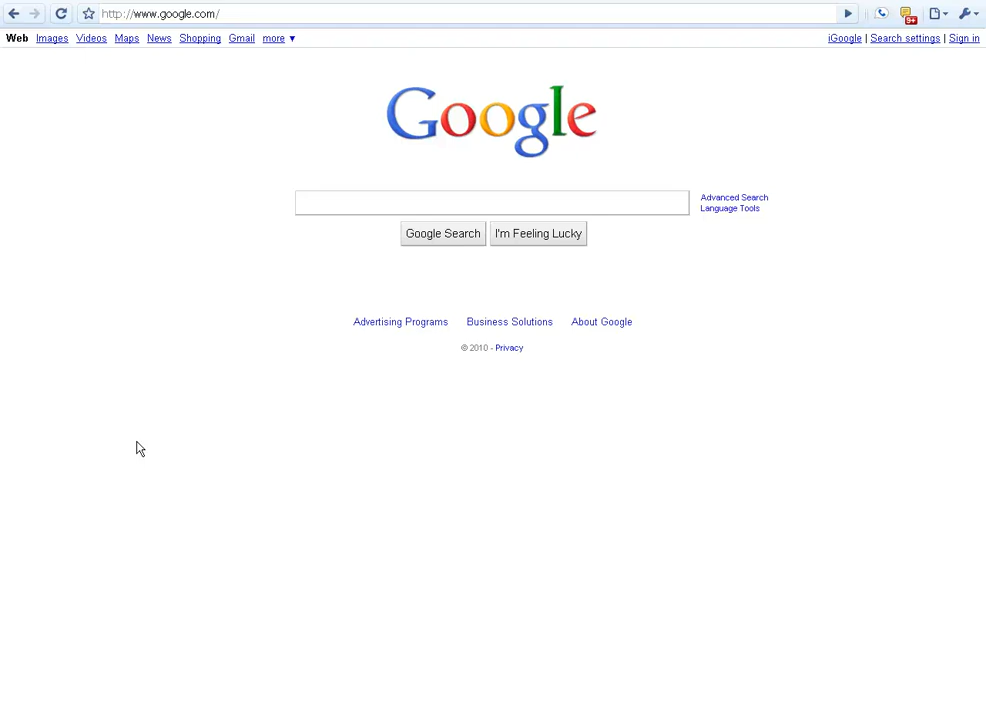 http://www.google.com/
9+
Web Images Videos Maps News Shopping Gmail more ▼ iGoogle | Search settings | Sign in
Google
Advanced Search
Language Tools
Google Search I'm Feeling Lucky
Advertising Programs Business Solutions About Google
© 2010 - Privacy